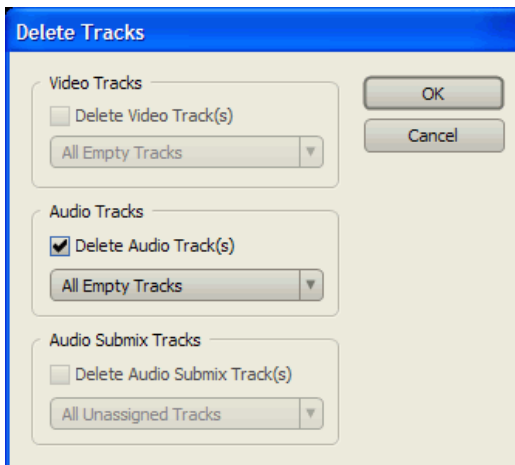 Delete Tracks
Video Tracks
Delete Video Track(s)
All Empty Tracks
Audio Tracks
Delete Audio Track(s)
All Empty Tracks
Audio Submix Tracks
Delete Audio Submix Track(s)
All Unassigned Tracks
OK
Cancel